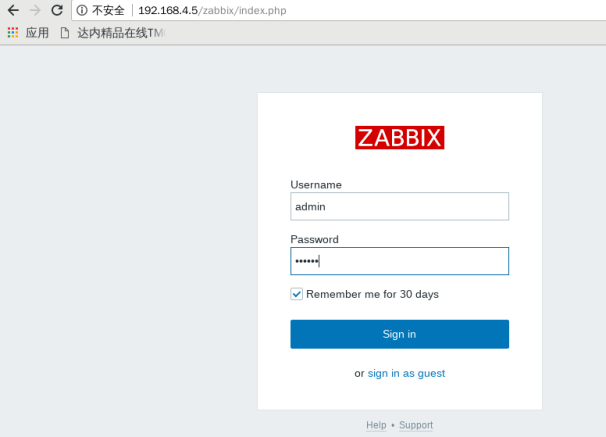 不安全 192.168.4.5/zabbix/index.php
应用 达内精品在线TM
ZABBIX
Username
admin
Password
••••••
Remember me for 30 days
Sign in
or sign in as guest
Help • Support